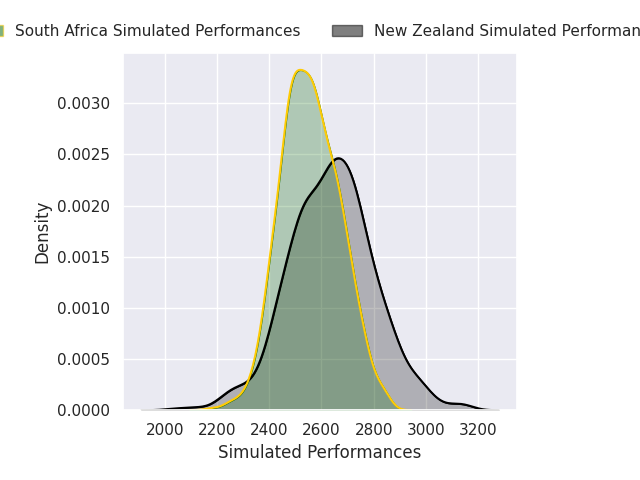 South Africa Simulated Performances
New Zealand Simulated Performan
0.0030
0.0025
0.0020
0.0015
0.0010
0.0005
0.0000
Density
2000 2200 2400 2600 2800 3000 3200
Simulated Performances